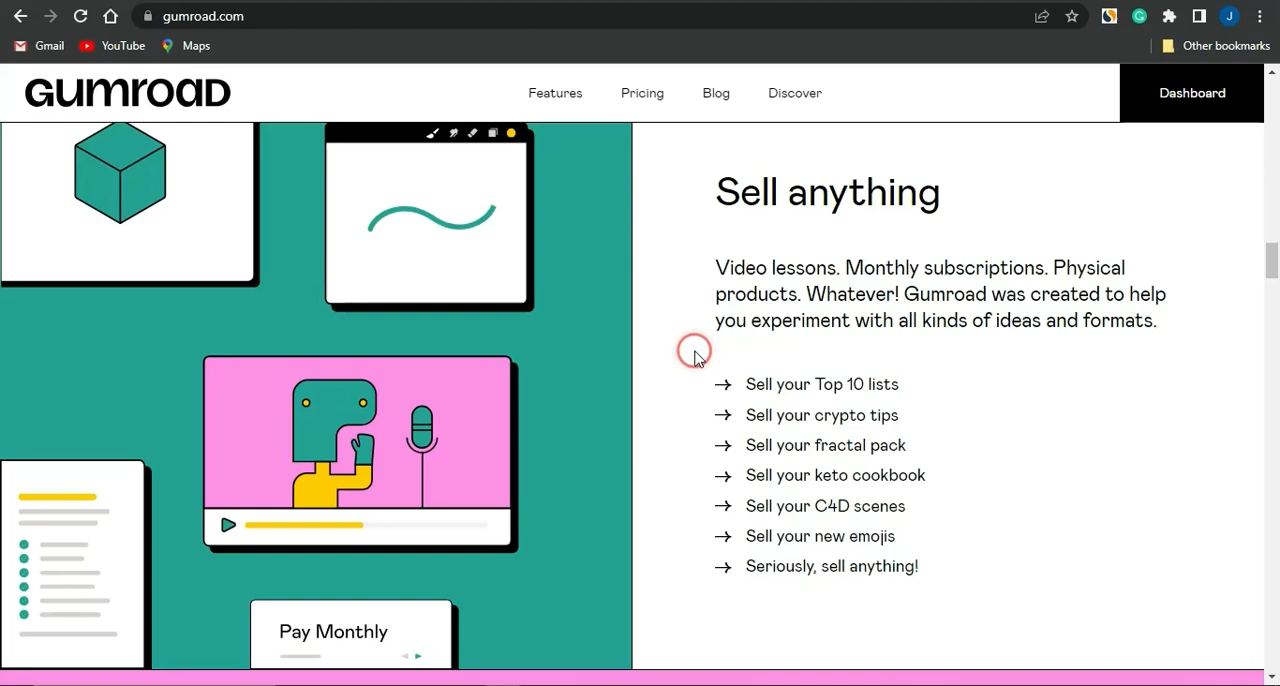 gumroad.com
J
Gmail YouTube Maps Other bookmarks
GUMROAD Features Pricing Blog Discover Dashboard
Sell anything
Video lessons. Monthly subscriptions. Physical
products. Whatever! Gumroad was created to help
you experiment with all kinds of ideas and formats.
→ Sell your Top 10 lists
→ Sell your crypto tips
→ Sell your fractal pack
→ Sell your keto cookbook
→ Sell your C4D scenes
→ Sell your new emojis
→ Seriously, sell anything!
Pay Monthly